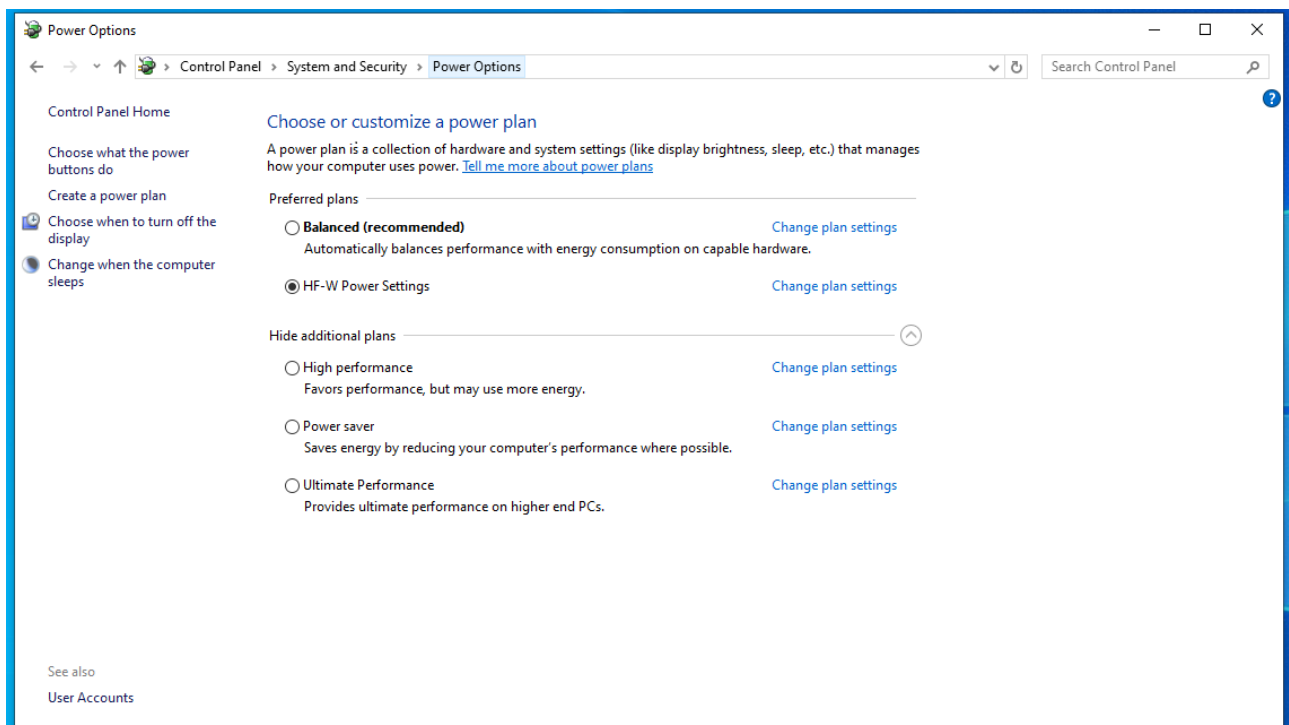 Power Options
Control Panel > System and Security > Power Options
Search Control Panel
Control Panel Home
Choose what the power
buttons do
Create a power plan
Choose when to turn off the
display
Change when the computer
sleeps
Choose or customize a power plan
A power plan is a collection of hardware and system settings (like display brightness, sleep, etc.) that manages
how your computer uses power. Tell me more about power plans
Preferred plans
Balanced (recommended) Change plan settings
Automatically balances performance with energy consumption on capable hardware.
HF-W Power Settings Change plan settings
Hide additional plans
High performance Change plan settings
Favors performance, but may use more energy.
Power saver Change plan settings
Saves energy by reducing your computer's performance where possible.
Ultimate Performance Change plan settings
Provides ultimate performance on higher end PCs.
See also
User Accounts